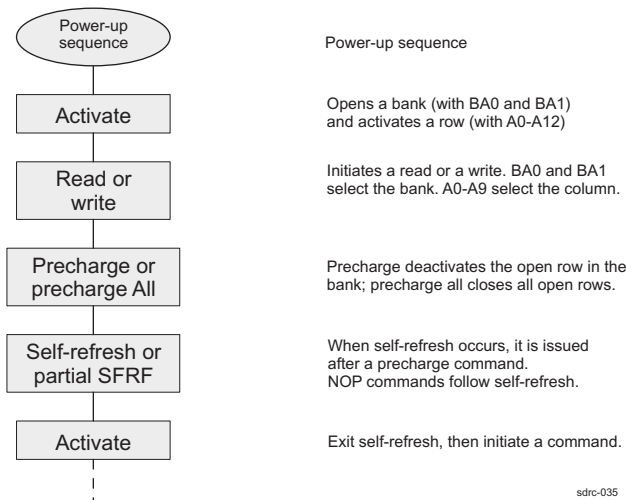 Power-up
sequence
Power-up sequence
Activate
Opens a bank (with BA0 and BA1)
and activates a row (with A0-A12)
Read or
write
Initiates a read or a write. BA0 and BA1
select the bank. A0-A9 select the column.
Precharge or
precharge All
Precharge deactivates the open row in the
bank; precharge all closes all open rows.
Self-refresh or
partial SFRF
When self-refresh occurs, it is issued
after a precharge command.
NOP commands follow self-refresh.
Activate
Exit self-refresh, then initiate a command.
sdrc-035